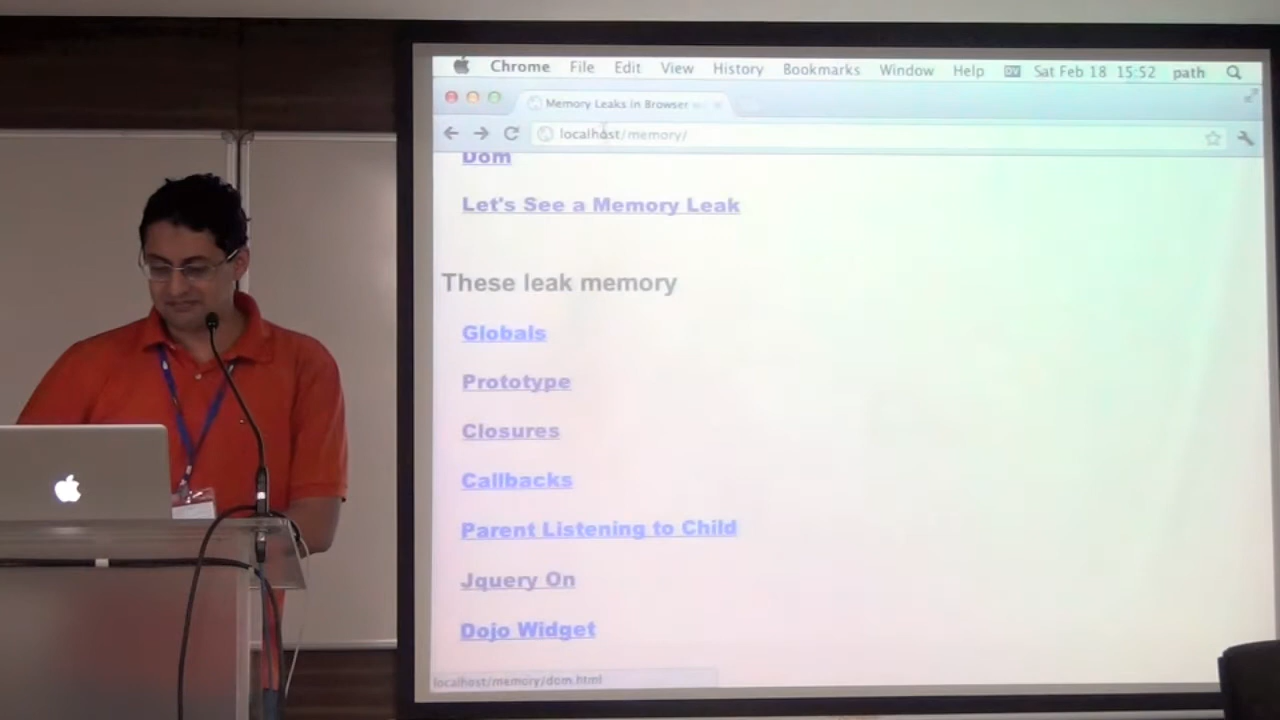 Chrome File Edit View History Bookmarks Window Help DV Sat Feb 18 15:52 path
Memory Leaks in Browser
localhost/memory/
Dom
Let's See a Memory Leak
These leak memory
Globals
Prototype
Closures
Callbacks
Parent Listening to Child
Jquery On
Dojo Widget
localhost/memory/dom.html